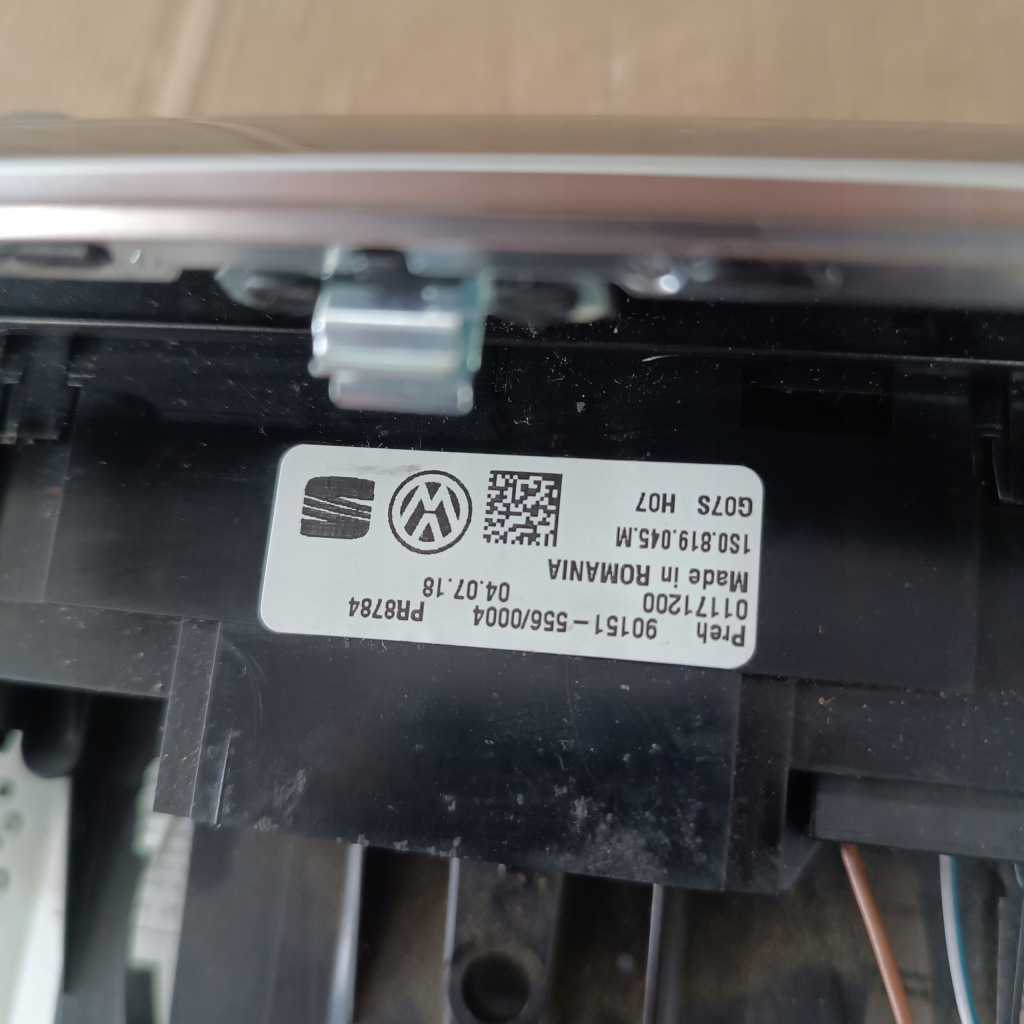 Preh 90151-556/0004 PR8784
01171200 04.07.18
Made in ROMANIA
1S0.819.045.M
G07S H07